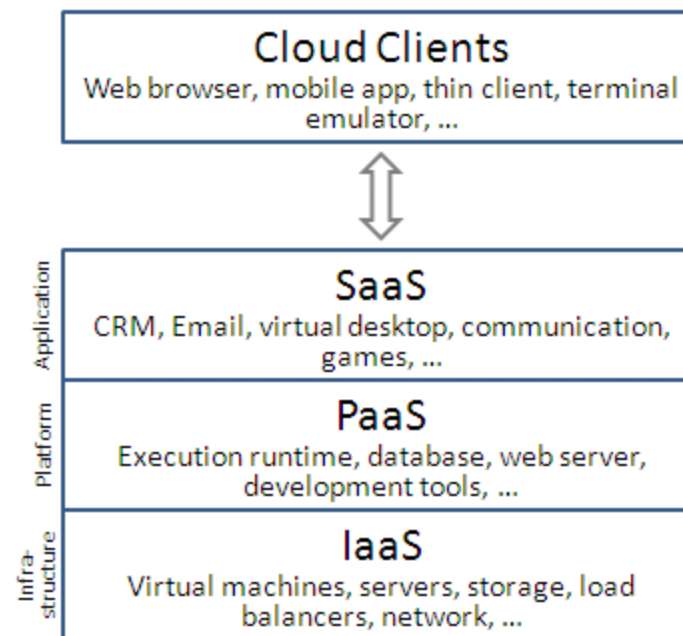 Cloud Clients
Web browser, mobile app, thin client, terminal
emulator, ...
Application
SaaS
CRM, Email, virtual desktop, communication,
games, ...
Platform
PaaS
Execution runtime, database, web server,
development tools, ...
Infra-
structure
IaaS
Virtual machines, servers, storage, load
balancers, network, ...